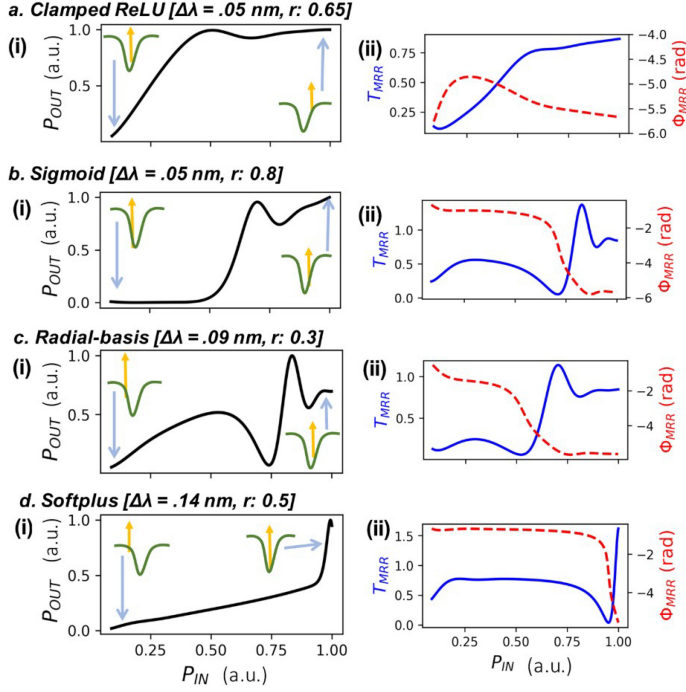 a. Clamped ReLU [Δλ = .05 nm, r: 0.65]
(i)
1.0
0.5
P_OUT (a.u.)
(ii)
0.75
0.50
0.25
T_MRR
−4.0
−4.5
−5.0
−5.5
−6.0
Φ_MRR (rad)
b. Sigmoid [Δλ = .05 nm, r: 0.8]
(i)
1.0
0.5
0.0
P_OUT (a.u.)
(ii)
1.0
0.5
0.0
T_MRR
−2
−4
−6
Φ_MRR (rad)
c. Radial-basis [Δλ = .09 nm, r: 0.3]
(i)
1.0
0.5
P_OUT (a.u.)
(ii)
1.0
0.5
0.0
T_MRR
−2
−4
Φ_MRR (rad)
d. Softplus [Δλ = .14 nm, r: 0.5]
(i)
1.0
0.5
0.0
P_OUT (a.u.)
0.25 0.50 0.75 1.00
P_IN (a.u.)
(ii)
1.5
1.0
0.5
0.0
T_MRR
−2
−4
Φ_MRR (rad)
0.25 0.50 0.75 1.00
P_IN (a.u.)